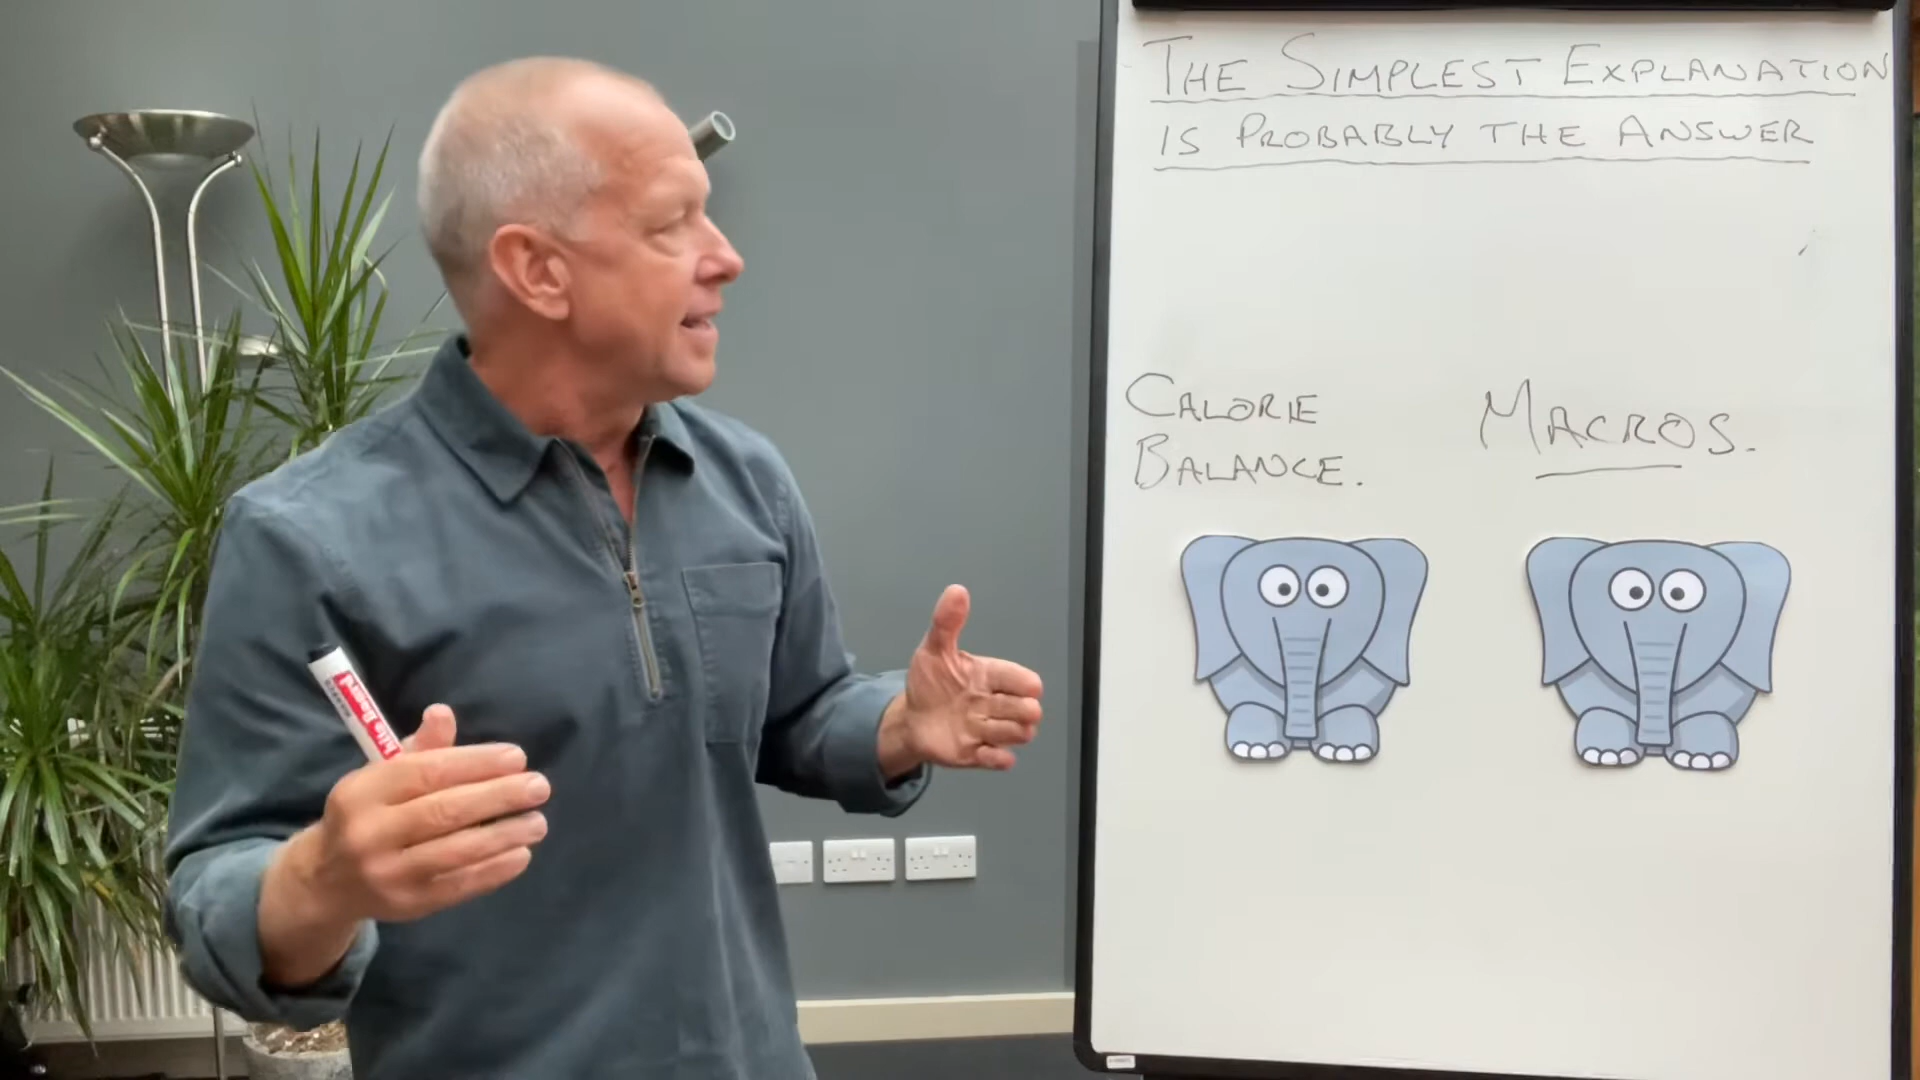 THE SIMPLEST EXPLANATION
IS PROBABLY THE ANSWER
CALORIE
BALANCE.
MACROS.